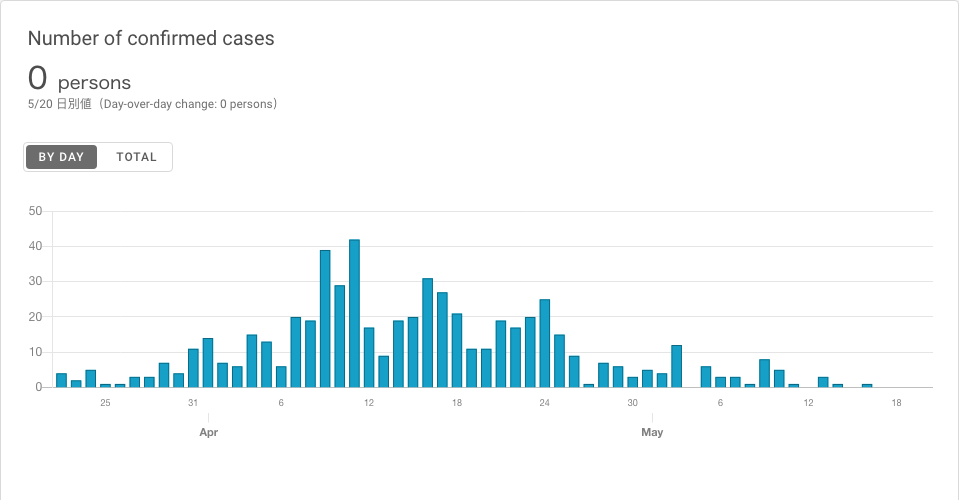 Number of confirmed cases
0 persons
5/20 日別値（Day-over-day change: 0 persons）
BY DAY TOTAL
50
40
30
20
10
0
25 31 6 12 18 24 30 6 12 18
Apr May